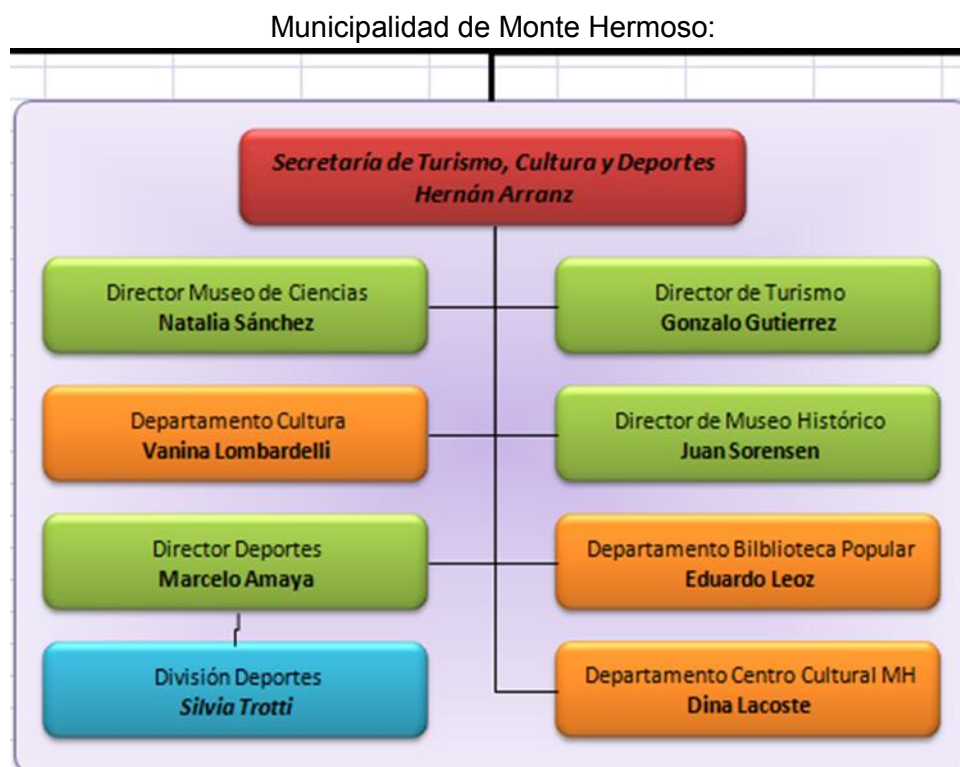 Municipalidad de Monte Hermoso:
Secretaría de Turismo, Cultura y Deportes
Hernán Arranz
Director Museo de Ciencias
Natalia Sánchez
Director de Turismo
Gonzalo Gutierrez
Departamento Cultura
Vanina Lombardelli
Director de Museo Histórico
Juan Sorensen
Director Deportes
Marcelo Amaya
Departamento Bilblioteca Popular
Eduardo Leoz
División Deportes
Silvia Trotti
Departamento Centro Cultural MH
Dina Lacoste